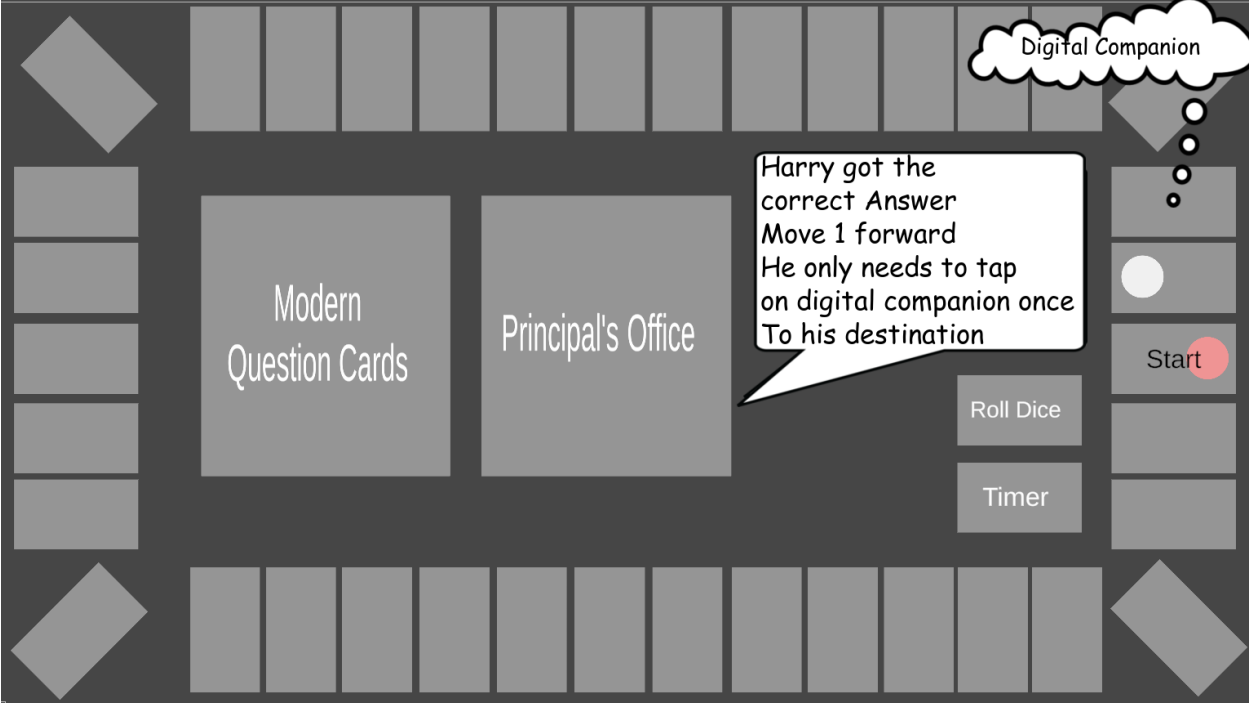 Digital Companion
Harry got the
correct Answer
Move 1 forward
He only needs to tap
on digital companion once
To his destination
Modern
Question Cards
Principal's Office
Start
Roll Dice
Timer